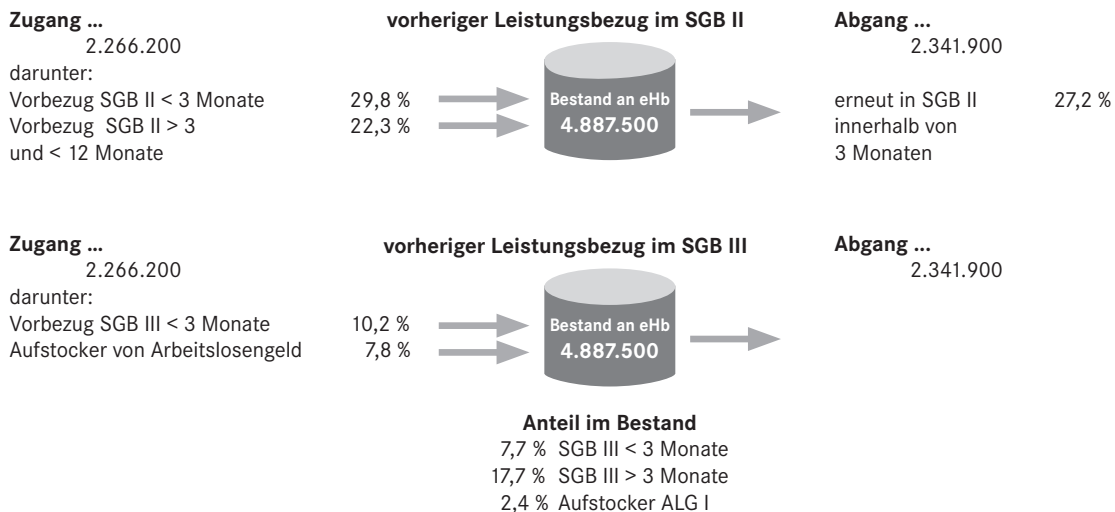 Zugang ... vorheriger Leistungsbezug im SGB II Abgang ...
2.266.200 2.341.900
darunter:
Vorbezug SGB II < 3 Monate 29,8 % Bestand an eHb erneut in SGB II 27,2 %
Vorbezug SGB II > 3 22,3 % 4.887.500 innerhalb von
und < 12 Monate 3 Monaten
Zugang ... vorheriger Leistungsbezug im SGB III Abgang ...
2.266.200 2.341.900
darunter:
Vorbezug SGB III < 3 Monate 10,2 % Bestand an eHb
Aufstocker von Arbeitslosengeld 7,8 % 4.887.500
Anteil im Bestand
7,7 % SGB III < 3 Monate
17,7 % SGB III > 3 Monate
2,4 % Aufstocker ALG I